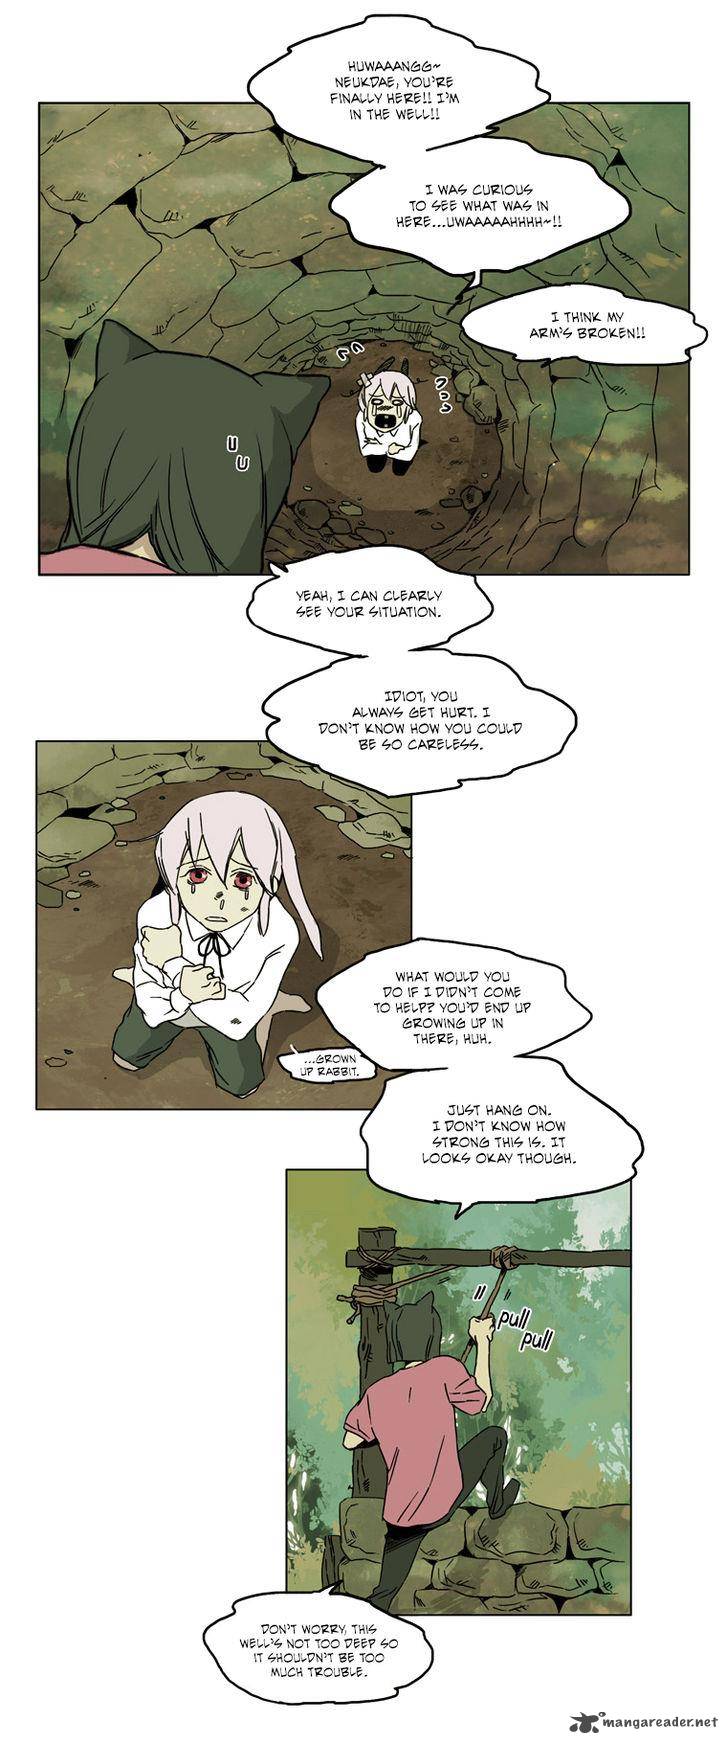 HUWAAANGG~
NEUKDAE, YOU'RE
FINALLY HERE!! I'M
IN THE WELL!!
I WAS CURIOUS
TO SEE WHAT WAS IN
HERE...UWAAAAAHHHH~!!
I THINK MY
ARM'S BROKEN!!
YEAH, I CAN CLEARLY
SEE YOUR SITUATION.
IDIOT, YOU
ALWAYS GET HURT. I
DON'T KNOW HOW YOU COULD
BE SO CARELESS.
WHAT WOULD YOU
DO IF I DIDN'T COME
TO HELP? YOU'D END UP
GROWING UP IN
THERE, HUH.
...GROWN
UP RABBIT.
JUST HANG ON.
I DON'T KNOW HOW
STRONG THIS IS. IT
LOOKS OKAY THOUGH.
pull
pull
DON'T WORRY, THIS
WELL'S NOT TOO DEEP SO
IT SHOULDN'T BE TOO
MUCH TROUBLE.
mangareader.net